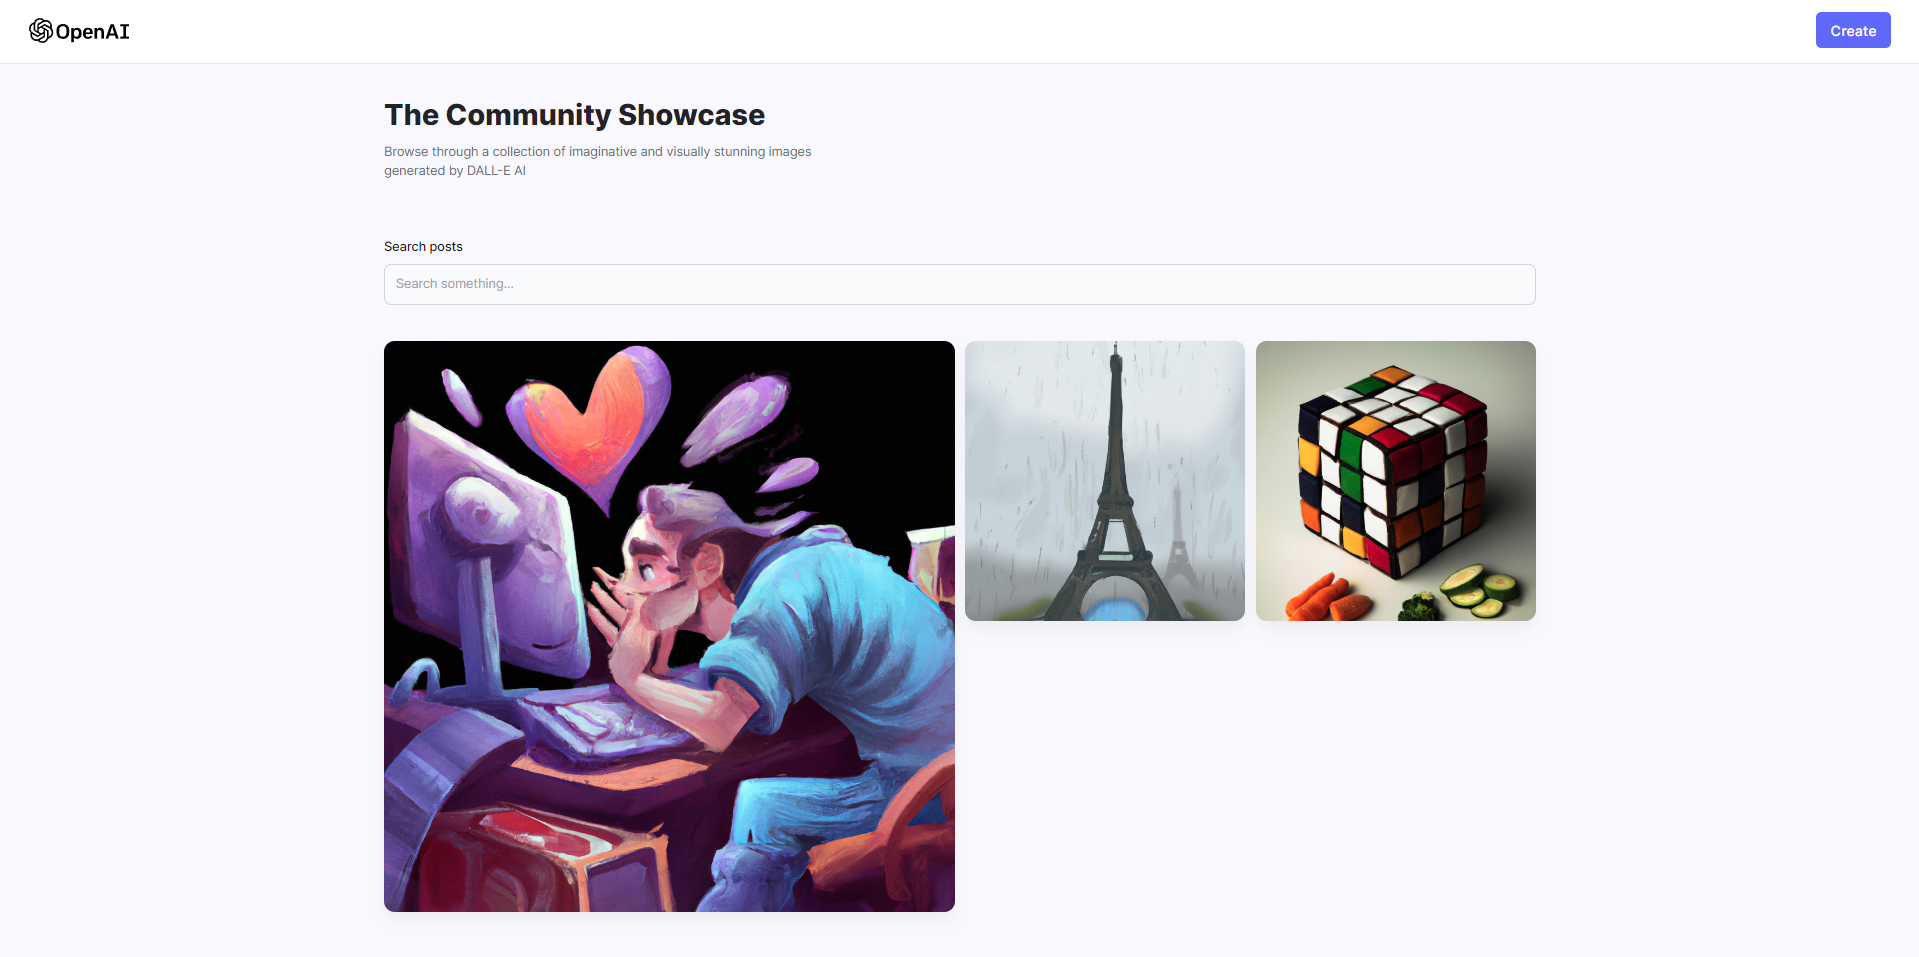 OpenAI
Create
The Community Showcase
Browse through a collection of imaginative and visually stunning images
generated by DALL-E AI
Search posts
Search something...